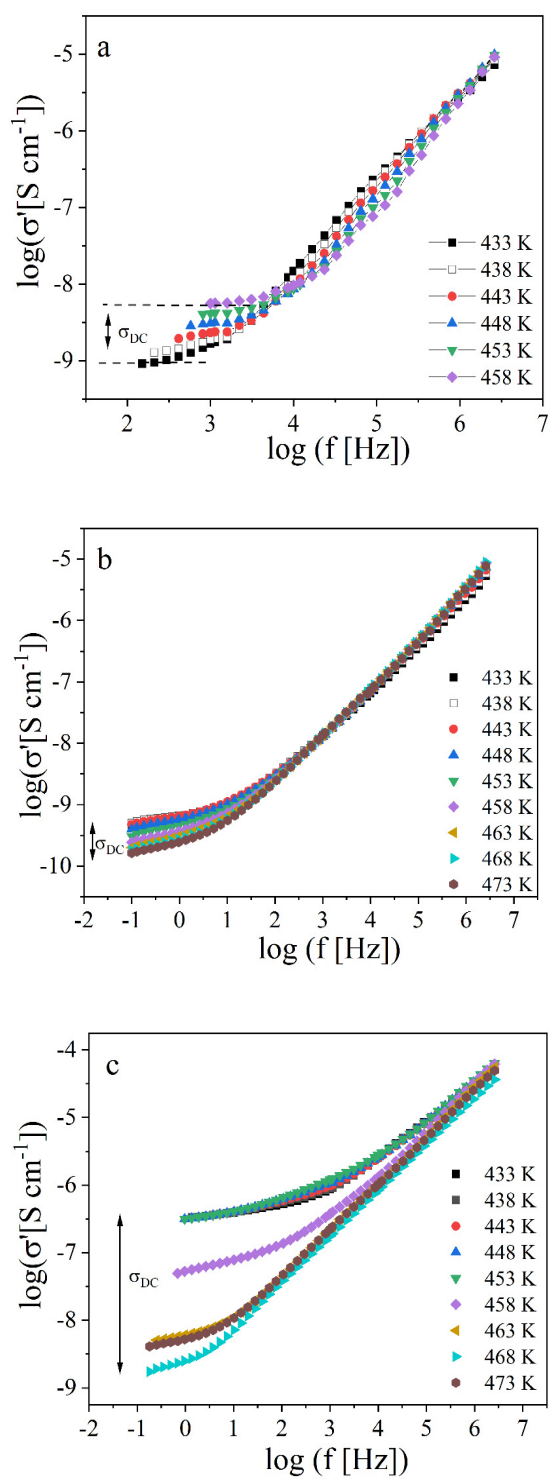 a
log(σ'[S cm⁻¹])
-5
-6
-7
-8
-9
σDC
433 K
438 K
443 K
448 K
453 K
458 K
2 3 4 5 6 7
log (f [Hz])
b
log(σ'[S cm⁻¹])
-5
-6
-7
-8
-9
-10
σDC
433 K
438 K
443 K
448 K
453 K
458 K
463 K
468 K
473 K
-2 -1 0 1 2 3 4 5 6 7
log (f [Hz])
c
log(σ'[S cm⁻¹])
-4
-5
-6
-7
-8
-9
σDC
433 K
438 K
443 K
448 K
453 K
458 K
463 K
468 K
473 K
-2 -1 0 1 2 3 4 5 6 7
log (f [Hz])